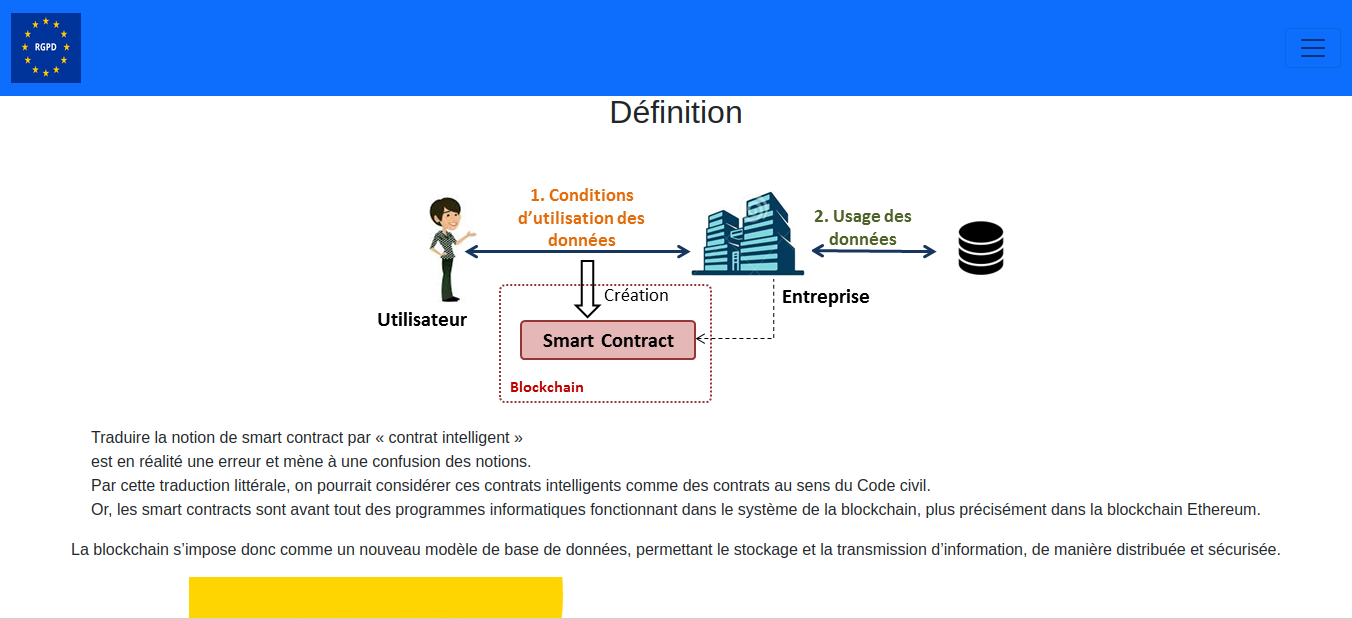 RGPD
Définition
1. Conditions
d’utilisation des
données
2. Usage des
données
Création
Entreprise
Utilisateur
Smart Contract
Blockchain
Traduire la notion de smart contract par « contrat intelligent »
est en réalité une erreur et mène à une confusion des notions.
Par cette traduction littérale, on pourrait considérer ces contrats intelligents comme des contrats au sens du Code civil.
Or, les smart contracts sont avant tout des programmes informatiques fonctionnant dans le système de la blockchain, plus précisément dans la blockchain Ethereum.
La blockchain s’impose donc comme un nouveau modèle de base de données, permettant le stockage et la transmission d’information, de manière distribuée et sécurisée.